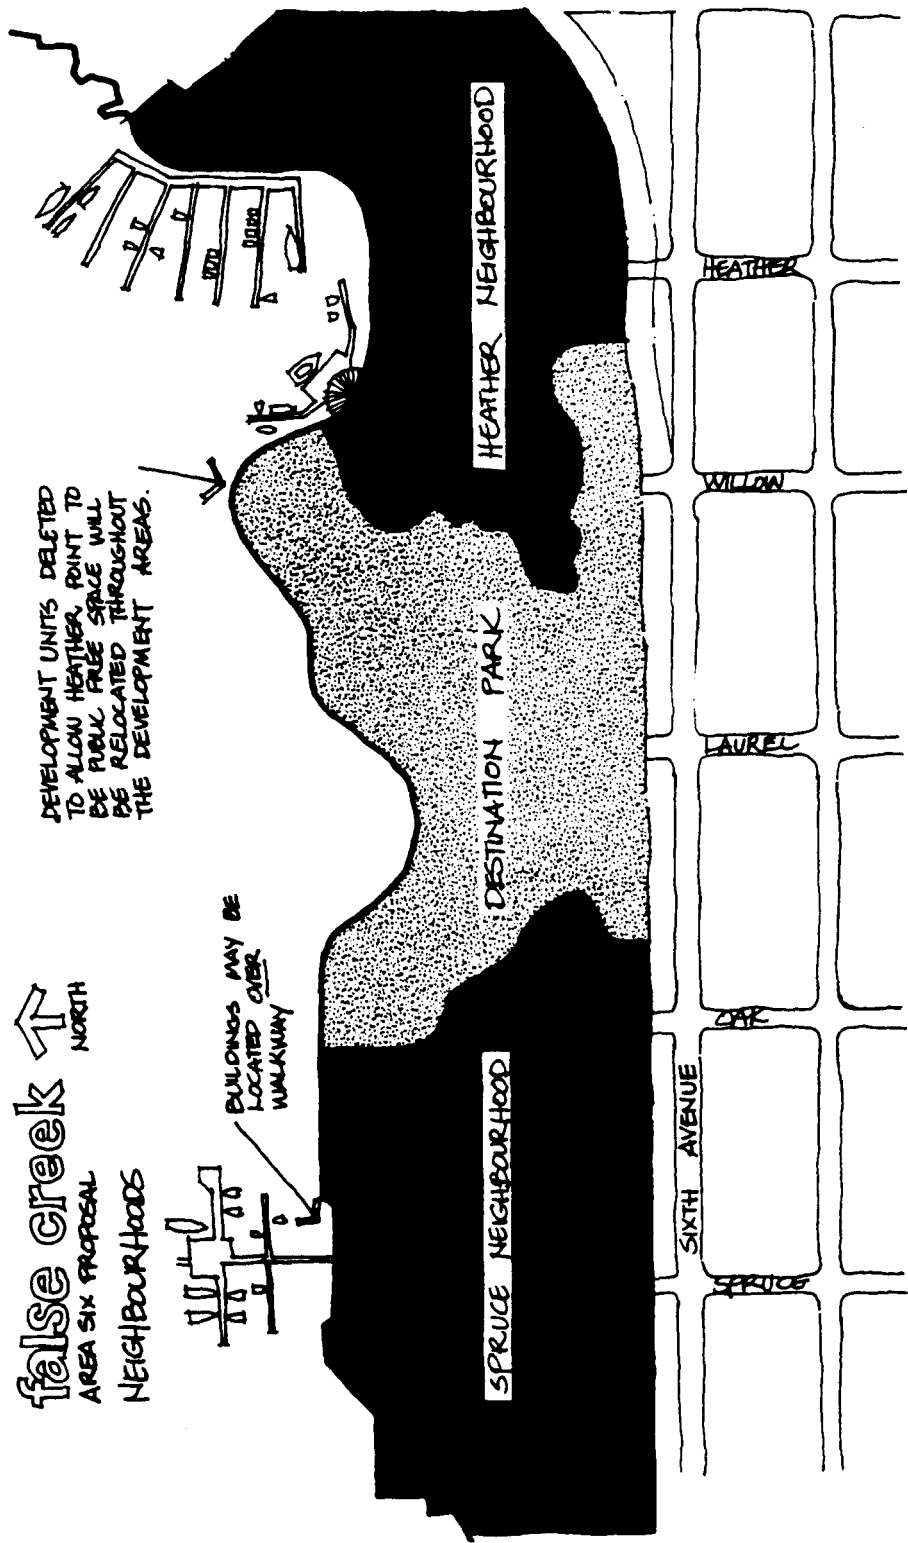 false creek
AREA SIX PROPOSAL
NEIGHBOURHOODS
NORTH
DEVELOPMENT UNITS DELETED
TO ALLOW HEATHER POINT TO
BE PUBLIC FREE SPACE WILL
BE RELOCATED THROUGHOUT
THE DEVELOPMENT AREAS.
BUILDINGS MAY BE
LOCATED OVER
WALKWAY
SPRUCE NEIGHBOURHOOD
DESTINATION PARK
HEATHER NEIGHBOURHOOD
SIXTH AVENUE
SPRUCE
OAK
LAUREL
WILLOW
HEATHER